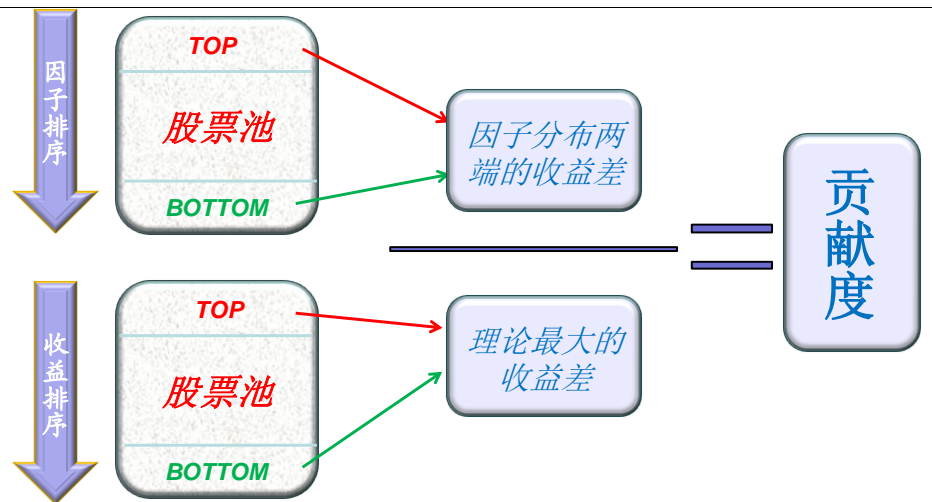 因子排序
TOP
股票池
BOTTOM
因子分布两
端的收益差
收益排序
TOP
股票池
BOTTOM
理论最大的
收益差
贡献度